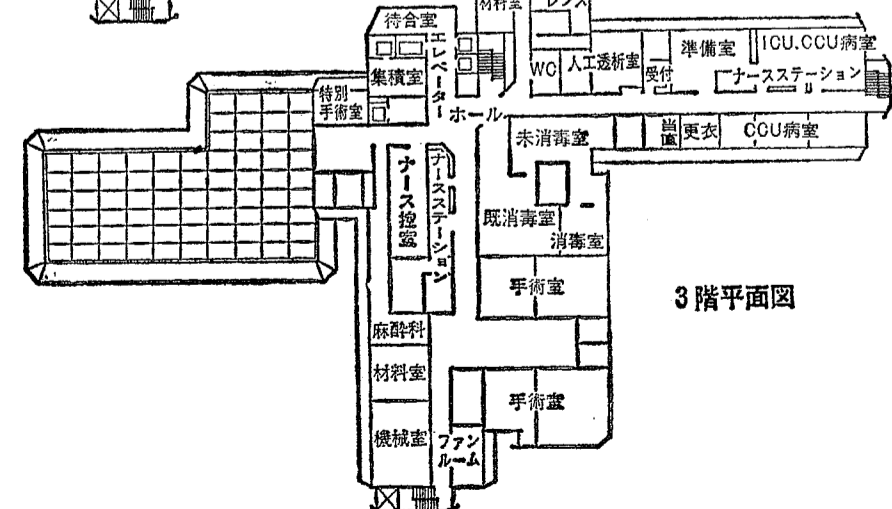 材料室
待合室
エレベーター
集積室
特別
手術室
WC
人工透析室
受付
準備室
ICU.CCU病室
ナースステーション
ホール
未消毒室
当直
更衣
CCU病室
ナース控室
ナースステーション
既消毒室
消毒室
手術室
3階平面図
麻酔科
材料室
手術室
機械室
ファン
ルーム